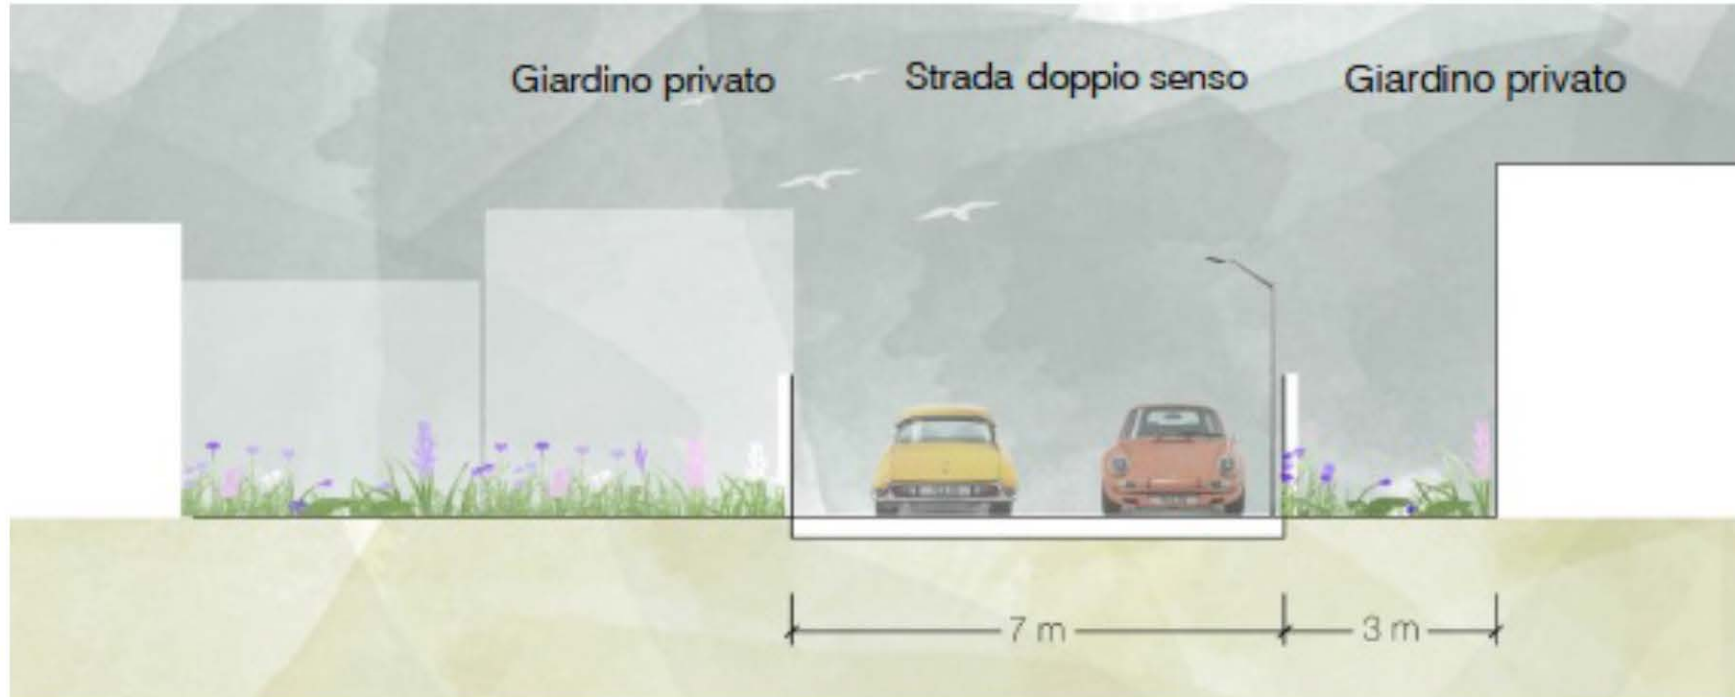 Giardino privato
Strada doppio senso
Giardino privato
7 m
3 m